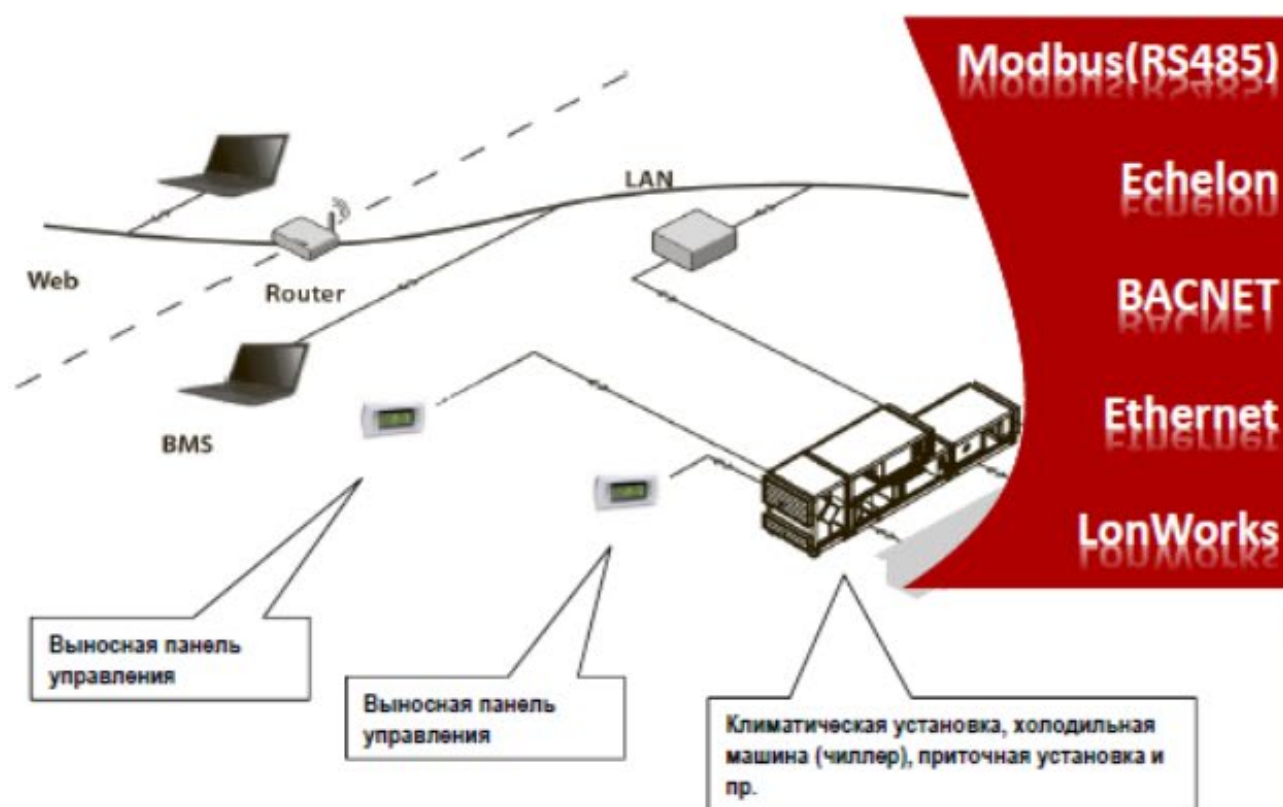 Modbus(RS485)
Echelon
BACNET
Ethernet
LonWorks
LAN
Web
Router
BMS
Выносная панель
управления
Выносная панель
управления
Климатическая установка, холодильная
машина (чиллер), приточная установка и
пр.